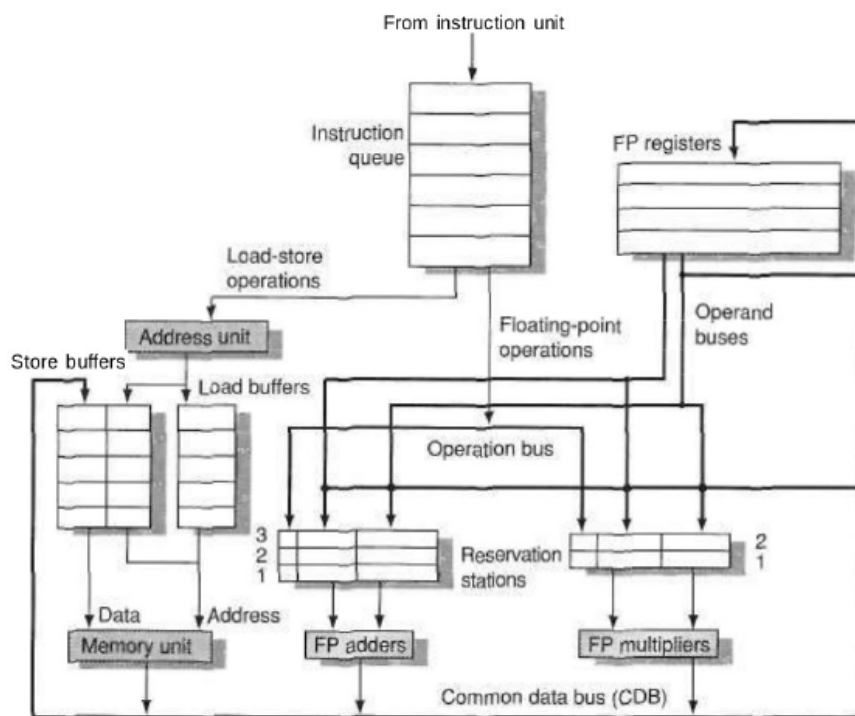 From instruction unit
Instruction
queue
FP registers
Load-store
operations
Address unit
Floating-point
operations
Operand
buses
Store buffers
Load buffers
Operation bus
3
2
1
Reservation
stations
2
1
Data
Address
Memory unit
FP adders
FP multipliers
Common data bus (CDB)